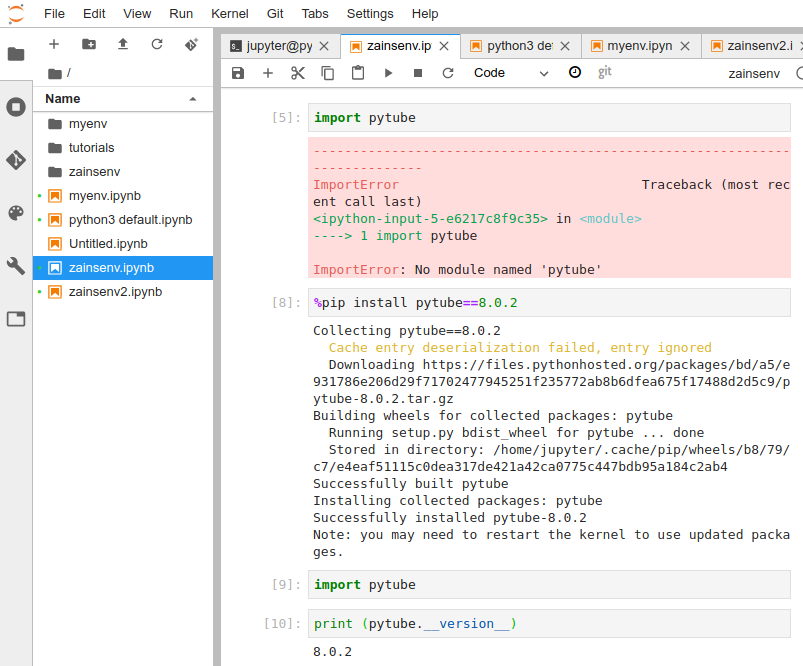 File Edit View Run Kernel Git Tabs Settings Help
jupyter@py
zainsenv.ip
python3 def
myenv.ipyn
zainsenv2.i
Code
git
zainsenv
/
Name
myenv
tutorials
zainsenv
myenv.ipynb
python3 default.ipynb
Untitled.ipynb
zainsenv.ipynb
zainsenv2.ipynb
[5]: import pytube
-------------------------------------------------------------
--------------
ImportError                               Traceback (most rec
ent call last)
<ipython-input-5-e6217c8f9c35> in <module>
----> 1 import pytube
ImportError: No module named 'pytube'
[8]: %pip install pytube==8.0.2
Collecting pytube==8.0.2
  Cache entry deserialization failed, entry ignored
  Downloading https://files.pythonhosted.org/packages/bd/a5/e
931786e206d29f71702477945251f235772ab8b6dfea675f17488d2d5c9/p
ytube-8.0.2.tar.gz
Building wheels for collected packages: pytube
  Running setup.py bdist_wheel for pytube ... done
  Stored in directory: /home/jupyter/.cache/pip/wheels/b8/79/
c7/e4eaf51115c0dea317de421a42ca0775c447bdb95a184c2ab4
Successfully built pytube
Installing collected packages: pytube
Successfully installed pytube-8.0.2
Note: you may need to restart the kernel to use updated packa
ges.
[9]: import pytube
[10]: print (pytube.__version__)
8.0.2